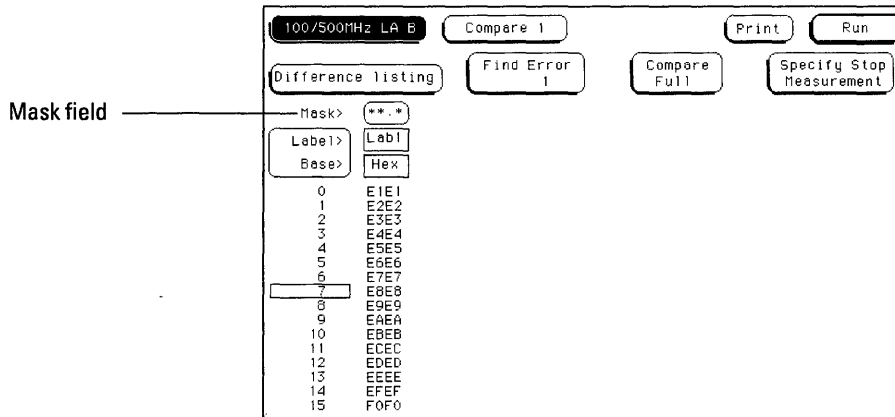 100/500MHz LA B Compare 1 Print Run
Difference listing Find Error 1 Compare Full Specify Stop Measurement
Mask field Mask> **.*
Label> Lab1
Base> Hex
0 E1E1
1 E2E2
2 E3E3
3 E4E4
4 E5E5
5 E6E6
6 E7E7
7 E8E8
8 E9E9
9 EAEA
10 EBEB
11 ECEC
12 EDED
13 EEEE
14 EFEF
15 F0F0